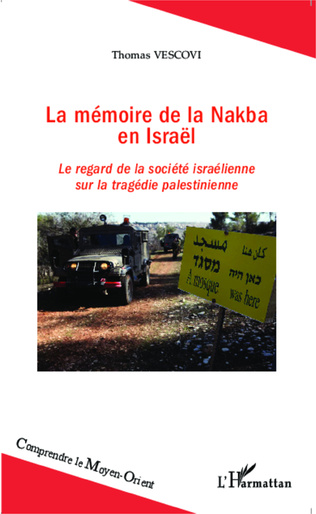 Thomas VESCOVI
La mémoire de la Nakba
en Israël
Le regard de la société israélienne
sur la tragédie palestinienne
كان هنا مسجد
כאן היה
מסגד
A mosque was here
Comprendre le Moyen-Orient
L'Harmattan